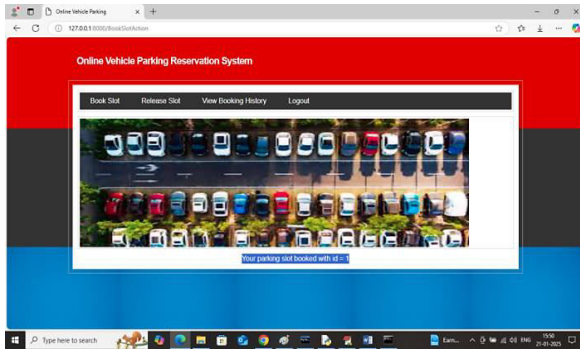 Online Vehicle Parking
127.0.0.1:8000/BookSlotAction
Online Vehicle Parking Reservation System
Book Slot Release Slot View Booking History Logout
Your parking slot booked with id = 1
Type here to search
Earn...
ENG
15:50
21-01-2025